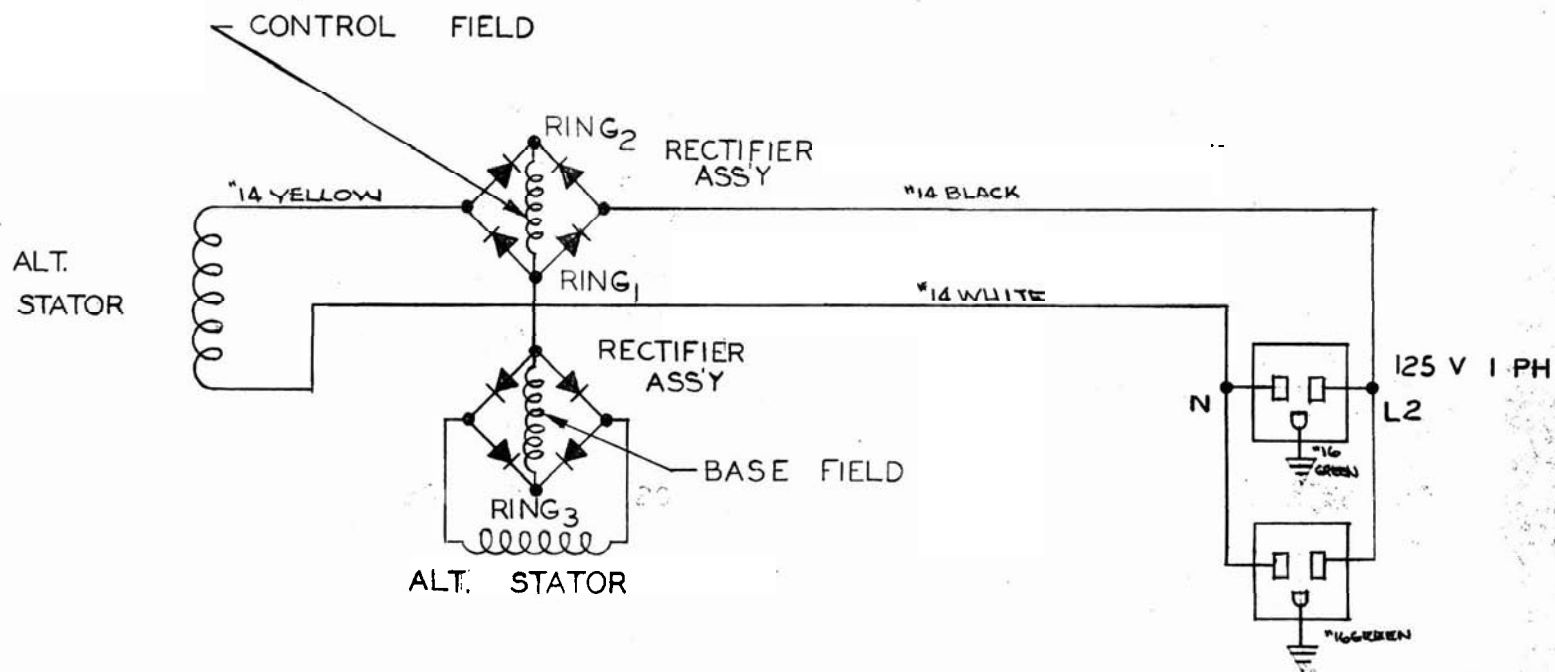 CONTROL FIELD
RING2
RECTIFIER
ASS'Y
"14 YELLOW
"14 BLACK
ALT.
STATOR
RING1
"14 WHITE
RECTIFIER
ASS'Y
125 V 1 PH
N
L2
"16
GREEN
BASE FIELD
RING3
ALT. STATOR
"16 GREEN